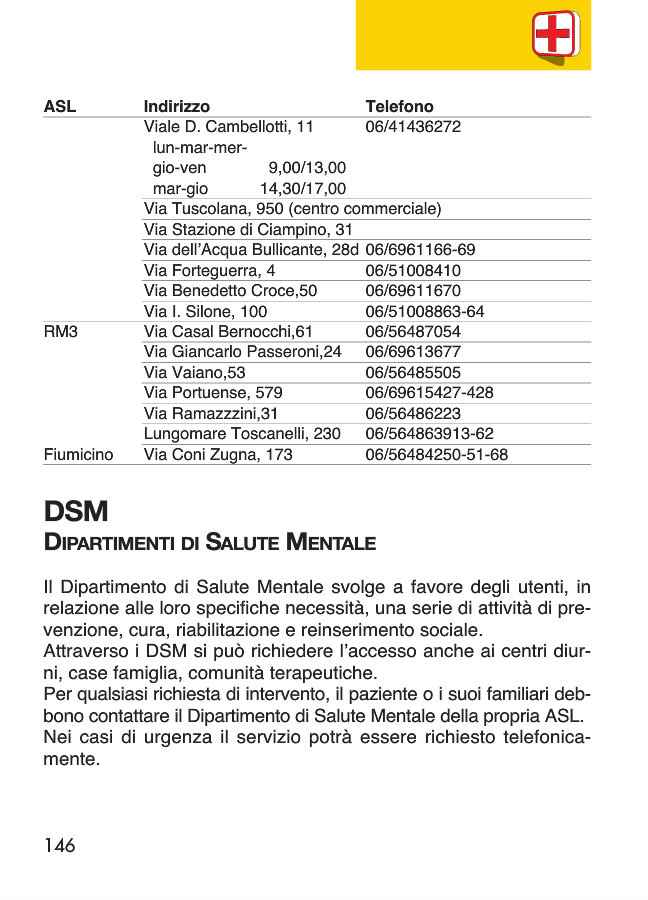 ASL Indirizzo Telefono
Viale D. Cambellotti, 11 06/41436272
lun-mar-mer-
gio-ven 9,00/13,00
mar-gio 14,30/17,00
Via Tuscolana, 950 (centro commerciale)
Via Stazione di Ciampino, 31
Via dell’Acqua Bullicante, 28d 06/6961166-69
Via Forteguerra, 4 06/51008410
Via Benedetto Croce,50 06/69611670
Via I. Silone, 100 06/51008863-64
RM3 Via Casal Bernocchi,61 06/56487054
Via Giancarlo Passeroni,24 06/69613677
Via Vaiano,53 06/56485505
Via Portuense, 579 06/69615427-428
Via Ramazzzini,31 06/56486223
Lungomare Toscanelli, 230 06/564863913-62
Fiumicino Via Coni Zugna, 173 06/56484250-51-68
DSM
DIPARTIMENTI DI SALUTE MENTALE
Il Dipartimento di Salute Mentale svolge a favore degli utenti, in
relazione alle loro specifiche necessità, una serie di attività di pre-
venzione, cura, riabilitazione e reinserimento sociale.
Attraverso i DSM si può richiedere l’accesso anche ai centri diur-
ni, case famiglia, comunità terapeutiche.
Per qualsiasi richiesta di intervento, il paziente o i suoi familiari deb-
bono contattare il Dipartimento di Salute Mentale della propria ASL.
Nei casi di urgenza il servizio potrà essere richiesto telefonica-
mente.
146